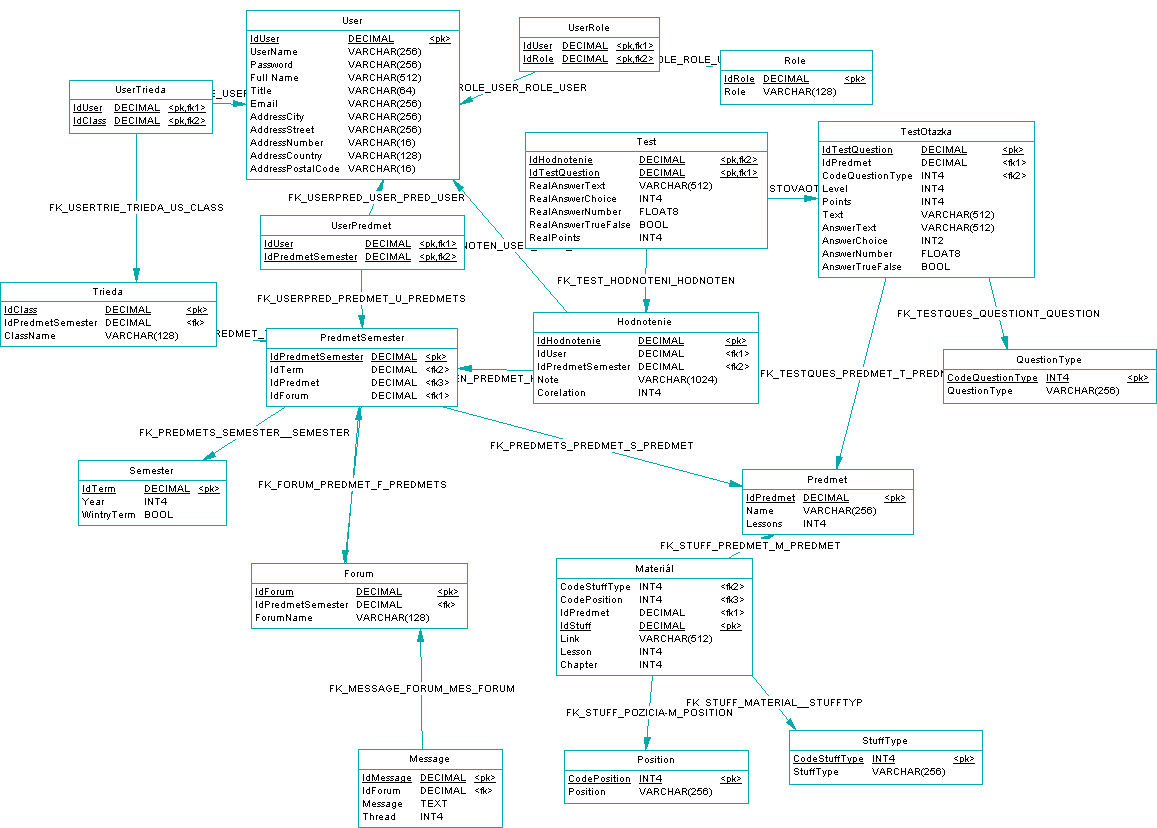 User
IdUser DECIMAL <pk>
UserName VARCHAR(256)
Password VARCHAR(256)
Full Name VARCHAR(512)
Title VARCHAR(64)
Email VARCHAR(256)
AddressCity VARCHAR(256)
AddressStreet VARCHAR(256)
AddressNumber VARCHAR(16)
AddressCountry VARCHAR(128)
AddressPostalCode VARCHAR(16)
UserRole
IdUser DECIMAL <pk,fk1>
IdRole DECIMAL <pk,fk2>
OLE_ROLE_U
ROLE_USER_ROLE_USER
Role
IdRole DECIMAL <pk>
Role VARCHAR(128)
UserTrieda
IdUser DECIMAL <pk,fk1>
IdClass DECIMAL <pk,fk2>
E_USER
FK_USERTRIE_TRIEDA_US_CLASS
FK_USERPRED_USER_PRED_USER
Test
IdHodnotenie DECIMAL <pk,fk2>
IdTestQuestion DECIMAL <pk,fk1>
RealAnswerText VARCHAR(512)
RealAnswerChoice INT4
RealAnswerNumber FLOAT8
RealAnswerTrueFalse BOOL
RealPoints INT4
STOVAOT
TestOtazka
IdTestQuestion DECIMAL <pk>
IdPredmet DECIMAL <fk1>
CodeQuestionType INT4 <fk2>
Level INT4
Points INT4
Text VARCHAR(512)
AnswerText VARCHAR(512)
AnswerChoice INT2
AnswerNumber FLOAT8
AnswerTrueFalse BOOL
UserPredmet
IdUser DECIMAL <pk,fk1>
IdPredmetSemester DECIMAL <pk,fk2>
NOTEN_USE
FK_TEST_HODNOTENI_HODNOTEN
FK_USERPRED_PREDMET_U_PREDMETS
FK_TESTQUES_QUESTIONT_QUESTION
Trieda
IdClass DECIMAL <pk>
IdPredmetSemester DECIMAL <fk>
ClassName VARCHAR(128)
REDMET_
PredmetSemester
IdPredmetSemester DECIMAL <pk>
IdTerm DECIMAL <fk2>
IdPredmet DECIMAL <fk3>
IdForum DECIMAL <fk1>
Hodnotenie
IdHodnotenie DECIMAL <pk>
IdUser DECIMAL <fk1>
IdPredmetSemester DECIMAL <fk2>
Note VARCHAR(1024)
Corelation INT4
EN_PREDMET_H
FK_TESTQUES_PREDMET_T_PREDM
QuestionType
CodeQuestionType INT4 <pk>
QuestionType VARCHAR(256)
FK_PREDMETS_SEMESTER__SEMESTER
FK_PREDMETS_PREDMET_S_PREDMET
Semester
IdTerm DECIMAL <pk>
Year INT4
WintryTerm BOOL
FK_FORUM_PREDMET_F_PREDMETS
Predmet
IdPredmet DECIMAL <pk>
Name VARCHAR(256)
Lessons INT4
FK_STUFF_PREDMET_M_PREDMET
Forum
IdForum DECIMAL <pk>
IdPredmetSemester DECIMAL <fk>
ForumName VARCHAR(128)
Materiál
CodeStuffType INT4 <fk2>
CodePosition INT4 <fk3>
IdPredmet DECIMAL <fk1>
IdStuff DECIMAL <pk>
Link VARCHAR(512)
Lesson INT4
Chapter INT4
FK_MESSAGE_FORUM_MES_FORUM
FK_STUFF_MATERIAL__STUFFTYP
FK_STUFF_POZICIA-M_POSITION
Message
IdMessage DECIMAL <pk>
IdForum DECIMAL <fk>
Message TEXT
Thread INT4
Position
CodePosition INT4 <pk>
Position VARCHAR(256)
StuffType
CodeStuffType INT4 <pk>
StuffType VARCHAR(256)